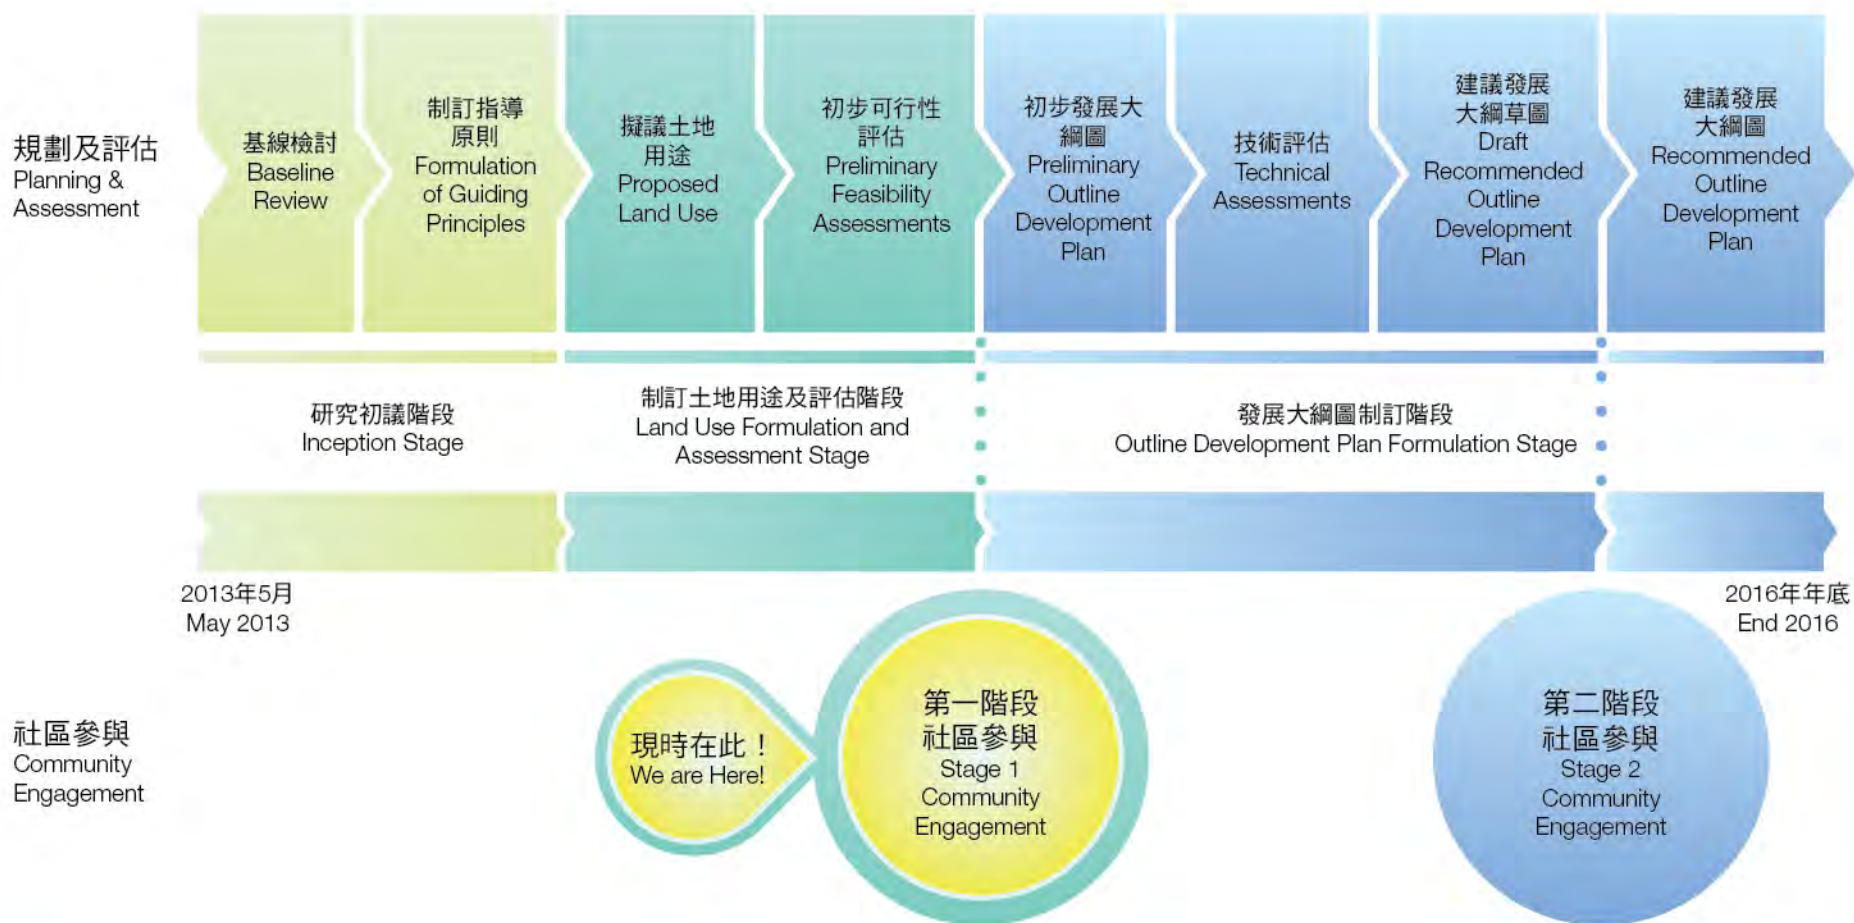 規劃及評估
Planning &
Assessment
基線檢討
Baseline
Review
制訂指導
原則
Formulation
of Guiding
Principles
擬議土地
用途
Proposed
Land Use
初步可行性
評估
Preliminary
Feasibility
Assessments
初步發展大
綱圖
Preliminary
Outline
Development
Plan
技術評估
Technical
Assessments
建議發展
大綱草圖
Draft
Recommended
Outline
Development
Plan
建議發展
大綱圖
Recommended
Outline
Development
Plan
研究初議階段
Inception Stage
制訂土地用途及評估階段
Land Use Formulation and
Assessment Stage
發展大綱圖制訂階段
Outline Development Plan Formulation Stage
2013年5月
May 2013
2016年年底
End 2016
社區參與
Community
Engagement
現時在此！
We are Here!
第一階段
社區參與
Stage 1
Community
Engagement
第二階段
社區參與
Stage 2
Community
Engagement